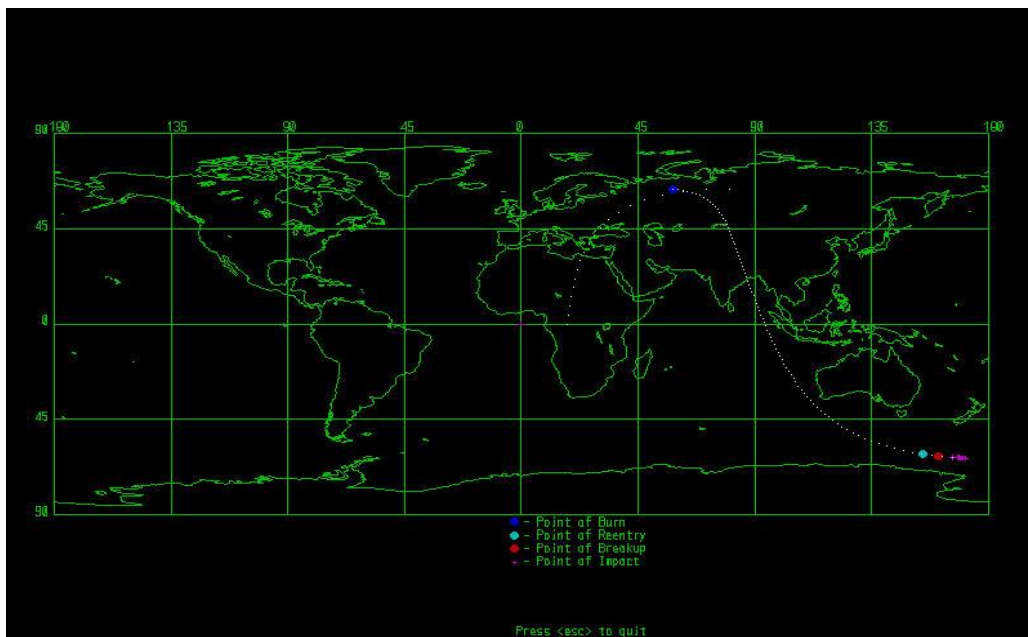 90 180 135 90 45 0 45 90 135 180
45
0
45
90
- Point of Burn
- Point of Reentry
- Point of Breakup
+ - Point of Impact
Press <esc> to quit